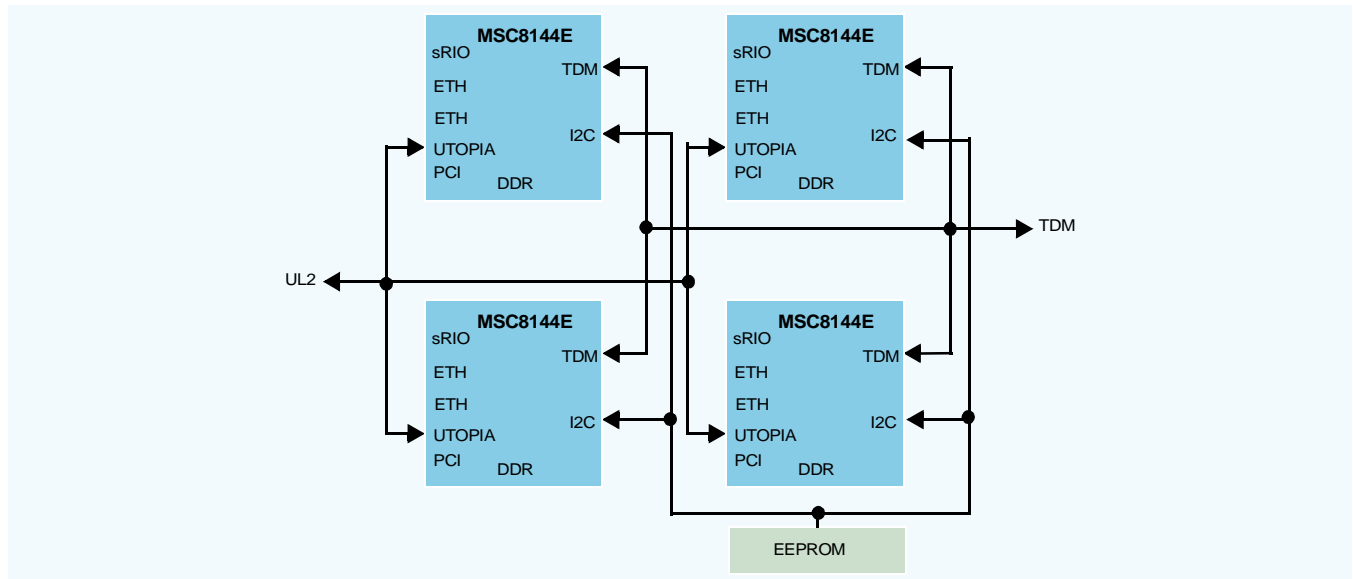 MSC8144E
sRIO
TDM
ETH
ETH
I2C
UTOPIA
PCI
DDR
MSC8144E
sRIO
TDM
ETH
ETH
I2C
UTOPIA
PCI
DDR
TDM
UL2
MSC8144E
sRIO
TDM
ETH
ETH
I2C
UTOPIA
PCI
DDR
MSC8144E
sRIO
TDM
ETH
ETH
I2C
UTOPIA
PCI
DDR
EEPROM